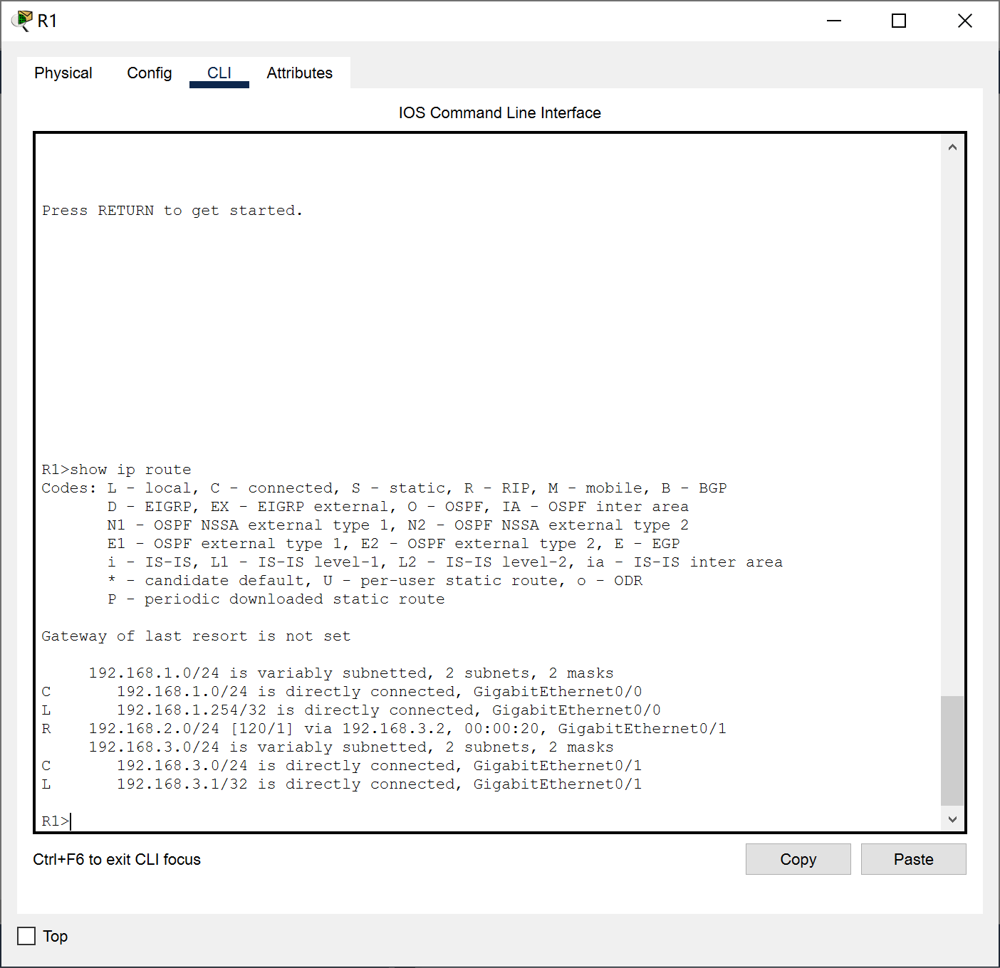 R1
Physical Config CLI Attributes
IOS Command Line Interface
Press RETURN to get started.
R1>show ip route
Codes: L - local, C - connected, S - static, R - RIP, M - mobile, B - BGP
D - EIGRP, EX - EIGRP external, O - OSPF, IA - OSPF inter area
N1 - OSPF NSSA external type 1, N2 - OSPF NSSA external type 2
E1 - OSPF external type 1, E2 - OSPF external type 2, E - EGP
i - IS-IS, L1 - IS-IS level-1, L2 - IS-IS level-2, ia - IS-IS inter area
* - candidate default, U - per-user static route, o - ODR
P - periodic downloaded static route
Gateway of last resort is not set
192.168.1.0/24 is variably subnetted, 2 subnets, 2 masks
C 192.168.1.0/24 is directly connected, GigabitEthernet0/0
L 192.168.1.254/32 is directly connected, GigabitEthernet0/0
R 192.168.2.0/24 [120/1] via 192.168.3.2, 00:00:20, GigabitEthernet0/1
192.168.3.0/24 is variably subnetted, 2 subnets, 2 masks
C 192.168.3.0/24 is directly connected, GigabitEthernet0/1
L 192.168.3.1/32 is directly connected, GigabitEthernet0/1
R1>
Ctrl+F6 to exit CLI focus
Copy Paste
Top